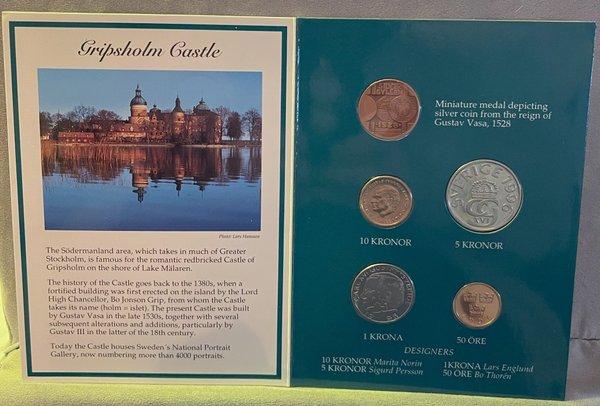 Gripsholm Castle
Photo: Lars Hansson
The Södermanland area, which takes in much of Greater
Stockholm, is famous for the romantic redbricked Castle of
Gripsholm on the shore of Lake Mälaren.
The history of the Castle goes back to the 1380s, when a
fortified building was first erected on the island by the Lord
High Chancellor, Bo Jonson Grip, from whom the Castle
takes its name (holm = islet). The present Castle was built
by Gustav Vasa in the late 1530s, together with several
subsequent alterations and additions, particularly by
Gustav III in the latter of the 18th century.
Today the Castle houses Sweden's National Portrait
Gallery, now numbering more than 4000 portraits.
Miniature medal depicting
silver coin from the reign of
Gustav Vasa, 1528
SVERIGE 1996
10 KRONOR
5 KRONOR
1 KRONA
50 ÖRE
DESIGNERS
10 KRONOR Marita Norin
5 KRONOR Sigurd Persson
1 KRONA Lars Englund
50 ÖRE Bo Thorén